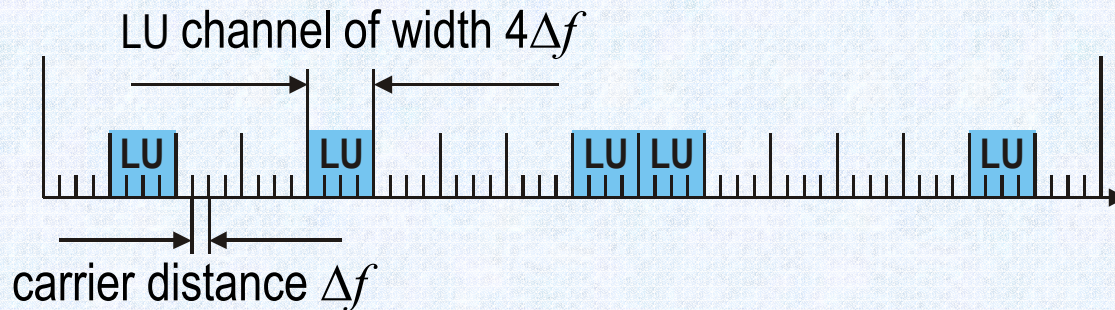 LU channel of width 4Δf
LU LU LU LU LU
carrier distance Δf